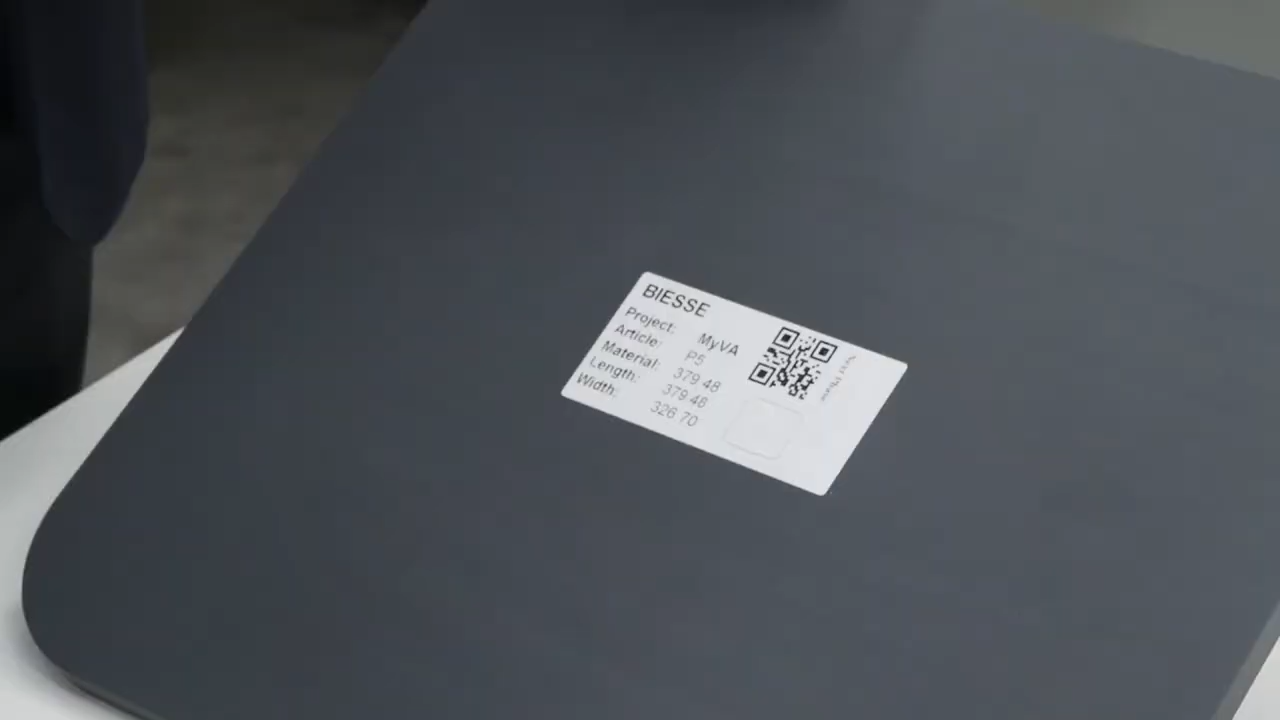 BIESSE
Project: MyVA
Article: P5
Material: 379 48
Length: 379 48
Width: 326 70